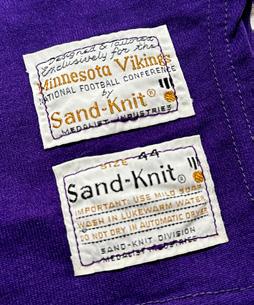 Designed & Tailored
Exclusively for the
Minnesota Vikings
NATIONAL FOOTBALL CONFERENCE
by
Sand-Knit®
MEDALIST INDUSTRIES
SIZE 44
Sand-Knit®
IMPORTANT: USE MILD SOAP
WASH IN LUKEWARM WATER
DO NOT DRY IN AUTOMATIC DRYER
SAND-KNIT DIVISION
MEDALIST INDUSTRIES